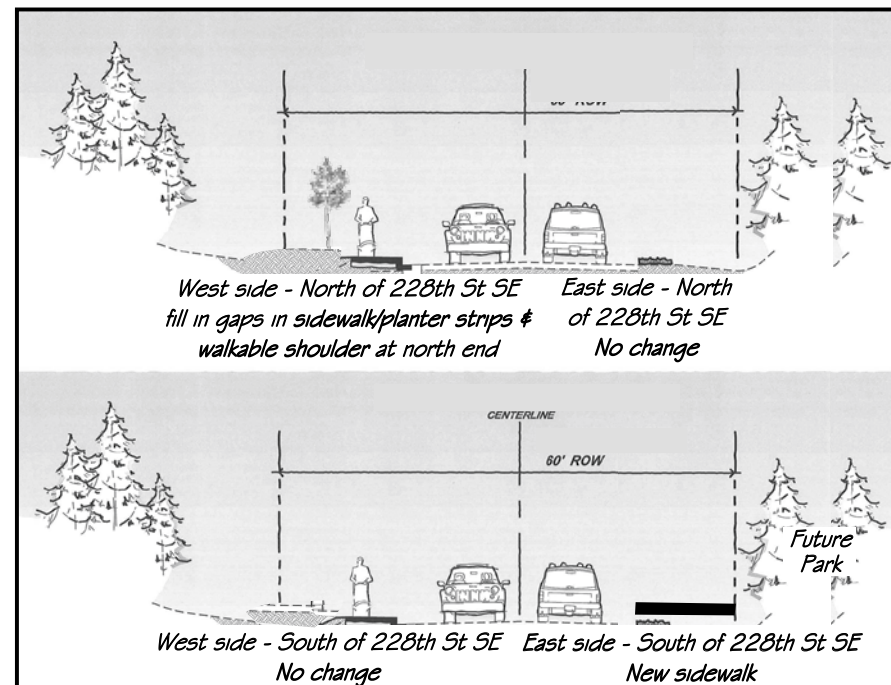 ROW
West side - North of 228th St SE
fill in gaps in sidewalk/planter strips &
walkable shoulder at north end
East side - North
of 228th St SE
No change
CENTERLINE
60' ROW
Future
Park
West side - South of 228th St SE
No change
East side - South of 228th St SE
New sidewalk